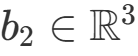 b₂ ∈ ℝ³